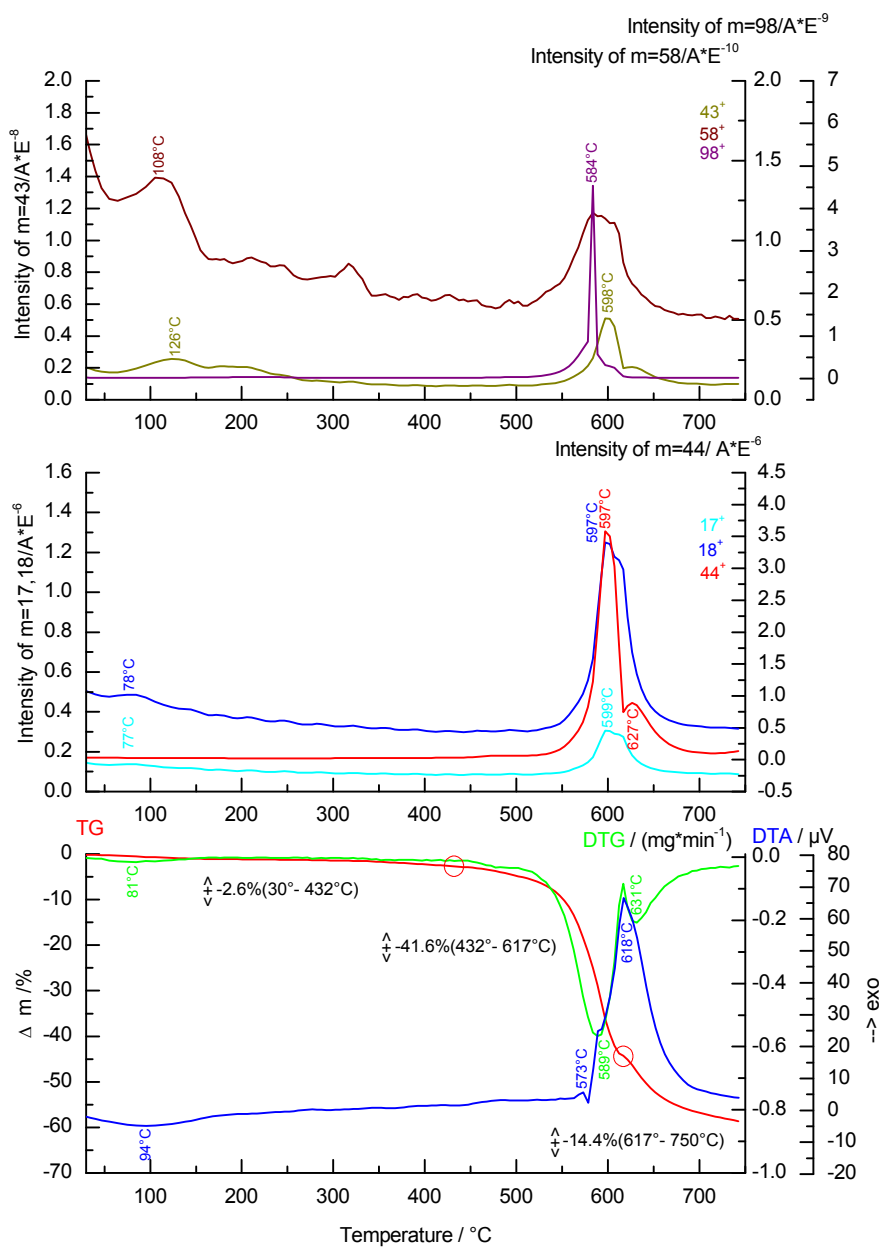 Intensity of m=98/A*E⁻⁹
Intensity of m=58/A*E⁻¹⁰
2.0 2.0 7
1.8 6
1.6 108°C 584°C 43⁺
58⁺
98⁺
1.5 5
1.4 4
1.2
1.0 1.0 3
0.8 2
0.6 598°C 0.5
0.4 126°C 1
0.2 0
0.0 0.0
Intensity of m=43/A*E⁻⁸
100 200 300 400 500 600 700
Intensity of m=44/ A*E⁻⁶
1.6 4.5
1.4 597°C 597°C 4.0
17⁺
18⁺
44⁺
3.5
1.2 3.0
1.0 2.5
0.8 2.0
0.6 78°C 1.5
1.0
0.4 77°C 599°C 627°C 0.5
0.2 0.0
0.0 -0.5
Intensity of m=17,18/A*E⁻⁶
100 200 300 400 500 600 700
TG DTG / (mg*min⁻¹) DTA / µV
0 0.0 80
81°C -2.6%(30°- 432°C) 631°C 70
-10 -0.2 60
-20 -41.6%(432°- 617°C) 618°C 50
-30 -0.4 40
30
-40 589°C -0.6 20
-50 573°C 10
-60 94°C -14.4%(617°- 750°C) -0.8 0
-10
-70 -1.0 -20
Δ m /%
---> exo
100 200 300 400 500 600 700
Temperature / °C